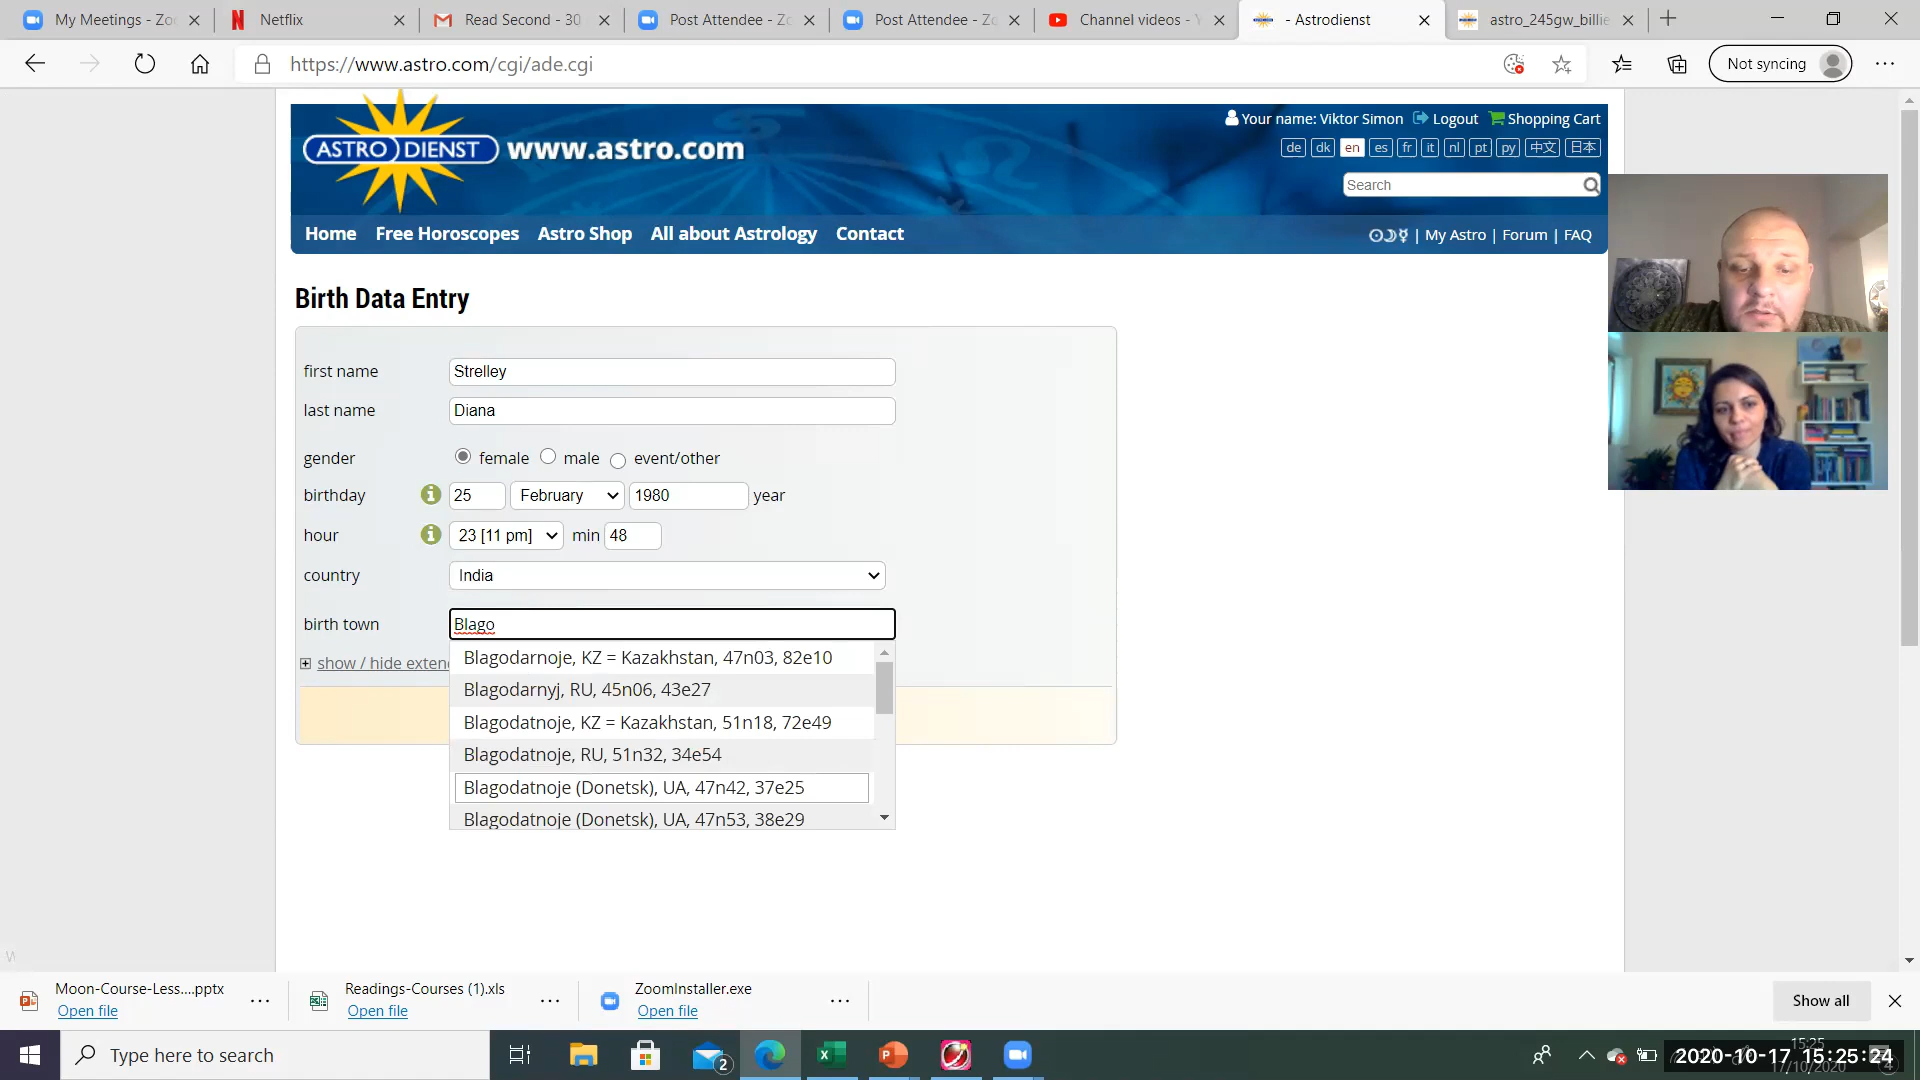 My Meetings - Zo
Netflix
Read Second - 30
Post Attendee - Zo
Post Attendee - Zo
Channel videos - Y
- Astrodienst
astro_245gw_billie
https://www.astro.com/cgi/ade.cgi
Not syncing
ASTRO DIENST www.astro.com
Your name: Viktor Simon Logout Shopping Cart
de dk en es fr it nl pt py 中文 日本
Search
Home Free Horoscopes Astro Shop All about Astrology Contact
| My Astro | Forum | FAQ
Birth Data Entry
first name Strelley
last name Diana
gender female male event/other
birthday 25 February 1980 year
hour 23 [11 pm] min 48
country India
birth town Blago
show / hide exten
Blagodarnoje, KZ = Kazakhstan, 47n03, 82e10
Blagodarnyj, RU, 45n06, 43e27
Blagodatnoje, KZ = Kazakhstan, 51n18, 72e49
Blagodatnoje, RU, 51n32, 34e54
Blagodatnoje (Donetsk), UA, 47n42, 37e25
Blagodatnoje (Donetsk), UA, 47n53, 38e29
Moon-Course-Less....pptx
Open file
Readings-Courses (1).xls
Open file
ZoomInstaller.exe
Open file
Show all
Type here to search
2
15:25
17/10/2020
2020-10-17 15:25:24
4